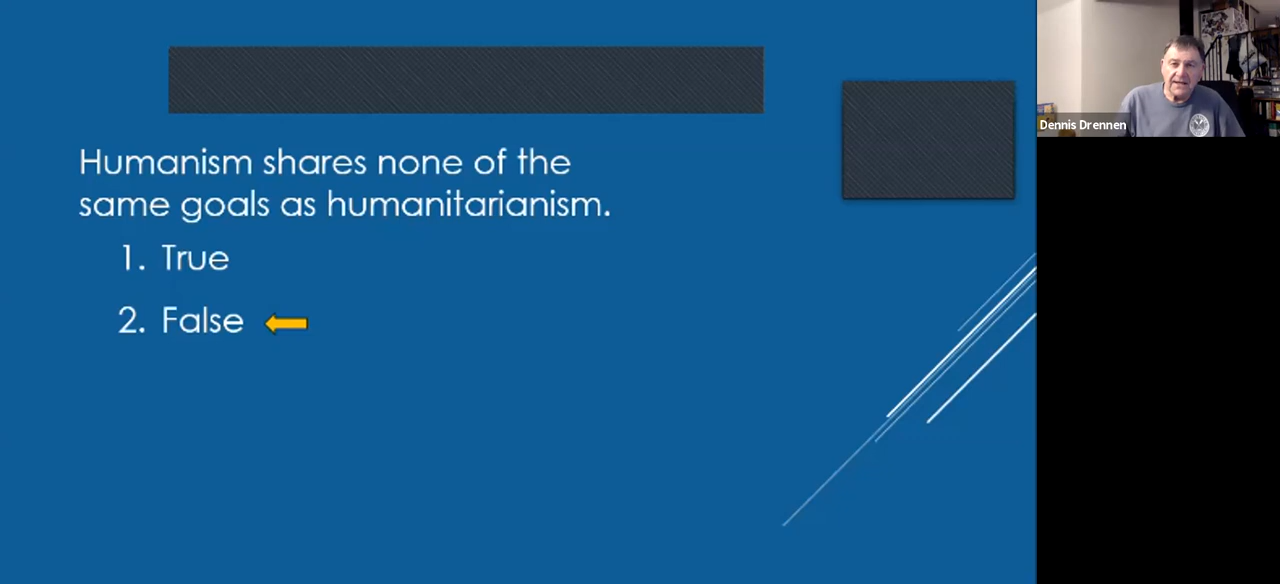 Humanism shares none of the
same goals as humanitarianism.
1. True
2. False
Dennis Drennen